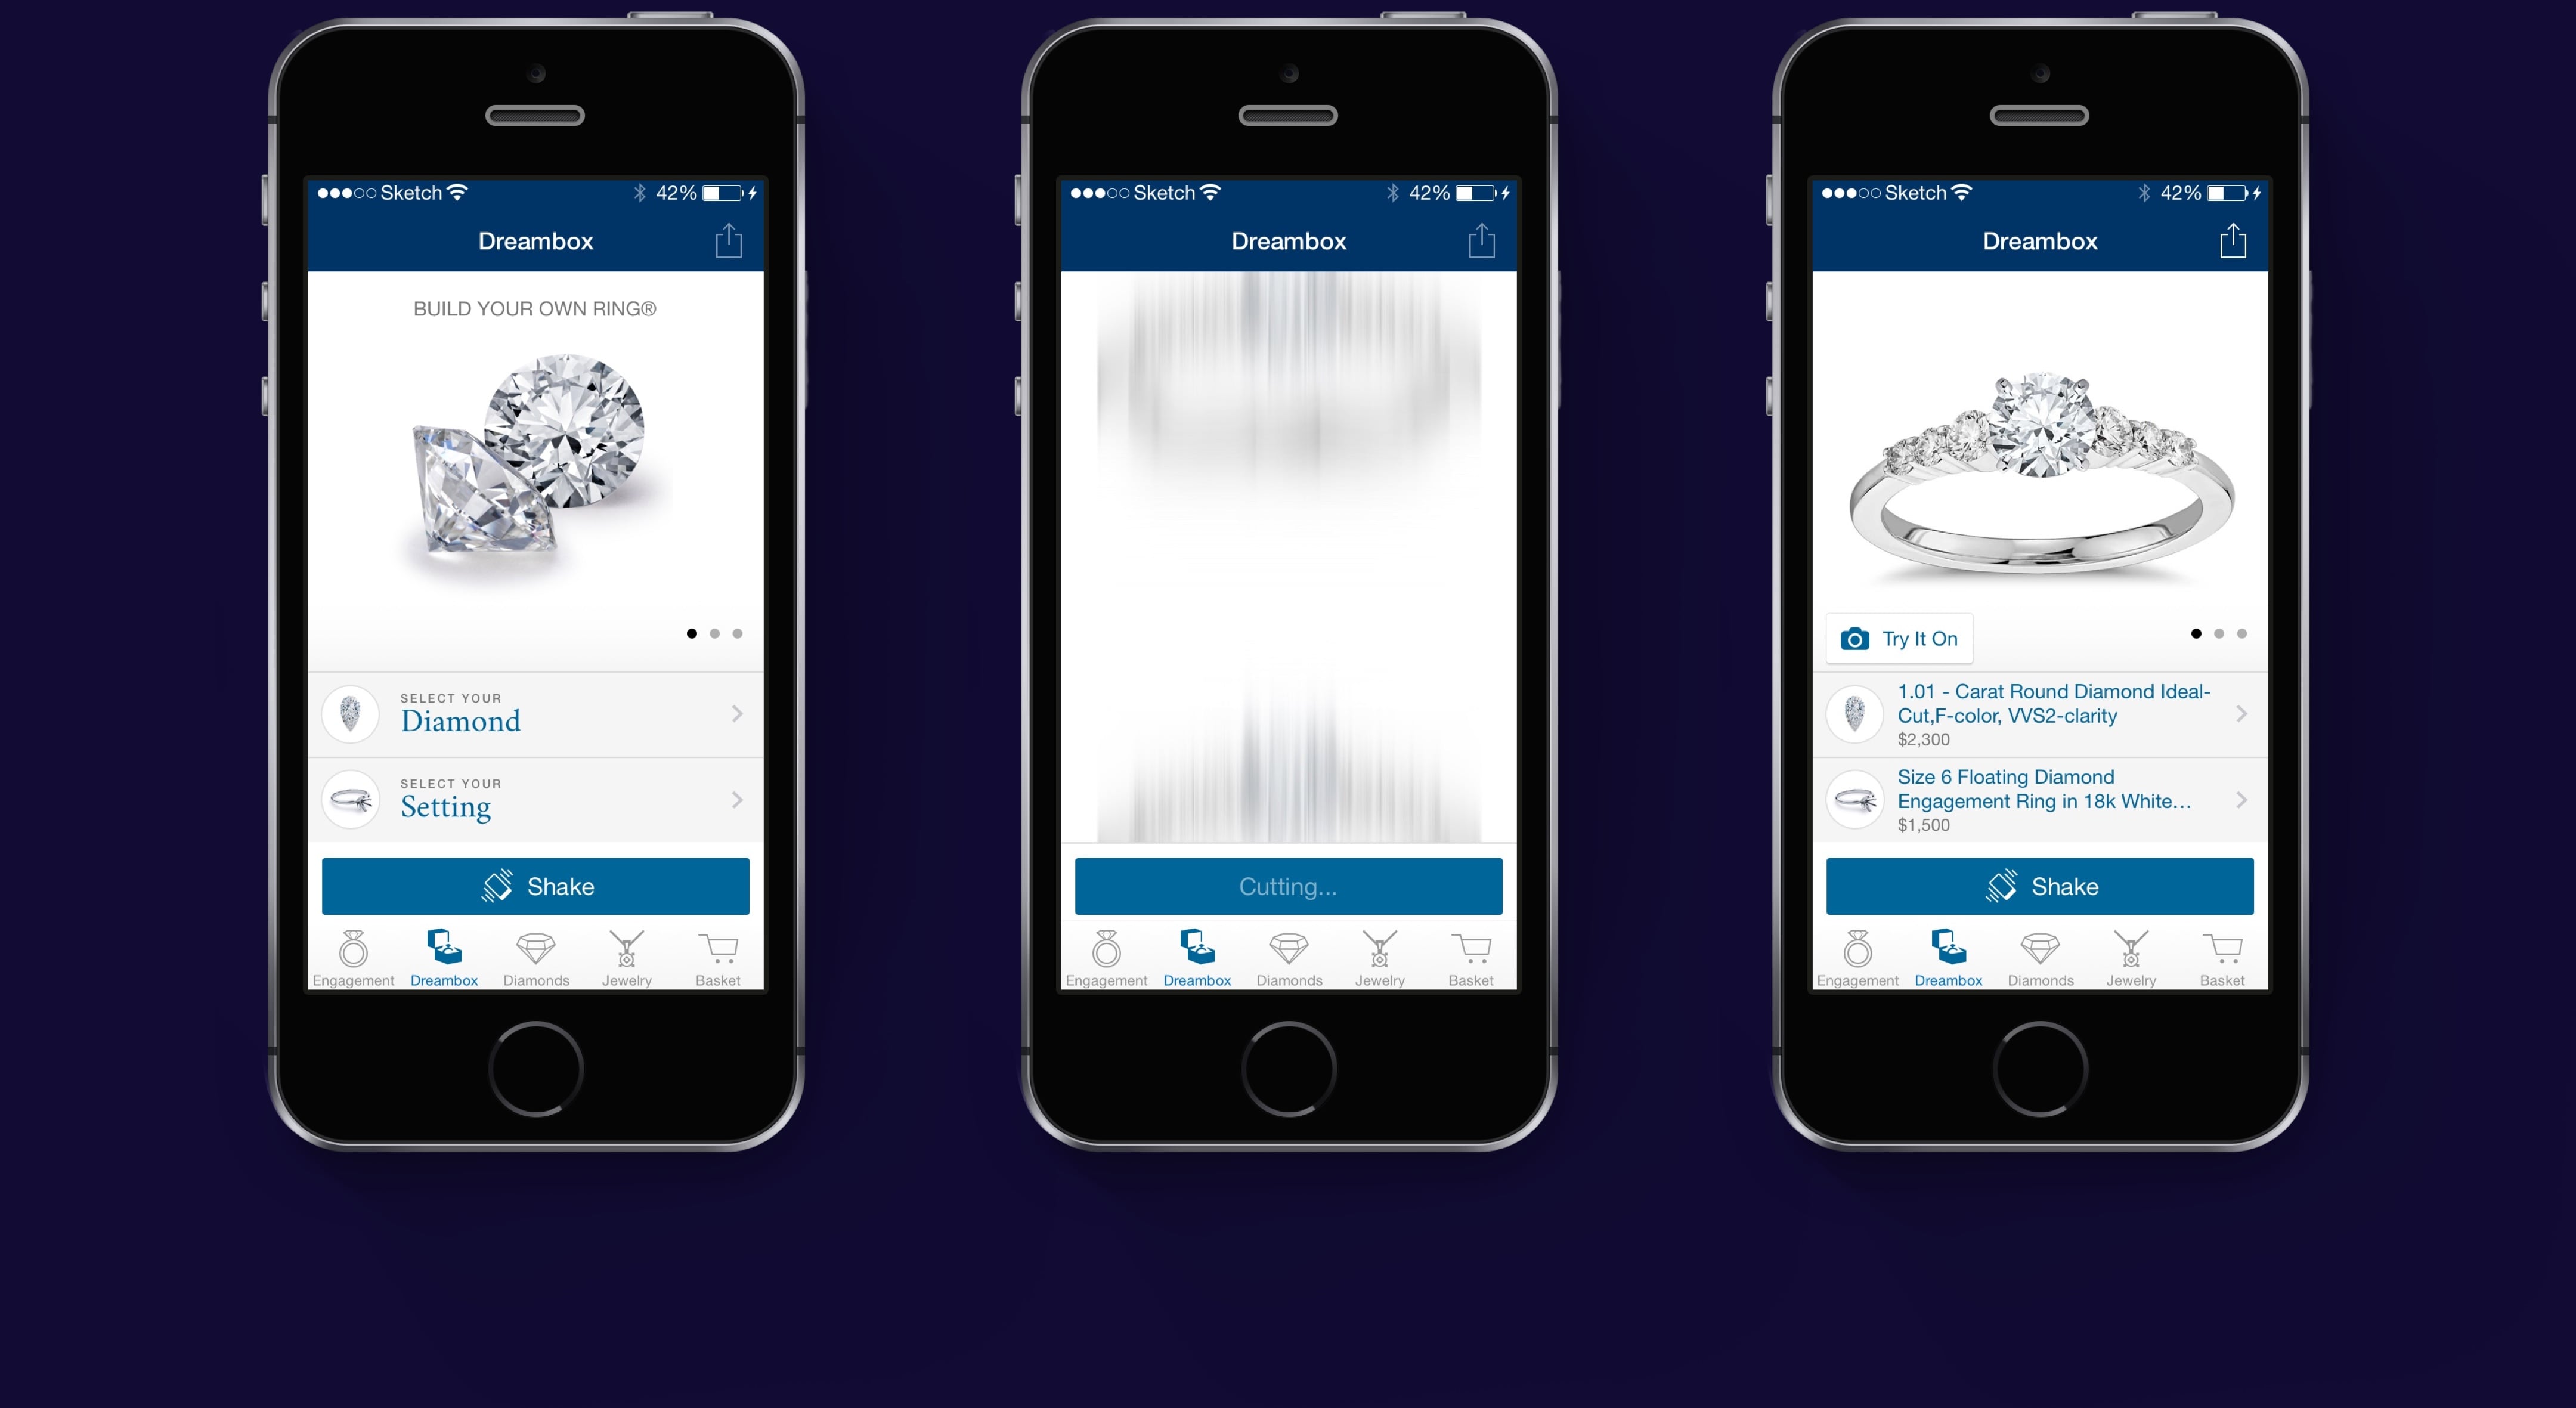 Sketch 42%
Dreambox
BUILD YOUR OWN RING®
SELECT YOUR
Diamond
SELECT YOUR
Setting
Shake
Engagement Dreambox Diamonds Jewelry Basket
Sketch 42%
Dreambox
Cutting...
Engagement Dreambox Diamonds Jewelry Basket
Sketch 42%
Dreambox
Try It On
1.01 - Carat Round Diamond Ideal-
Cut,F-color, VVS2-clarity
$2,300
Size 6 Floating Diamond
Engagement Ring in 18k White...
$1,500
Shake
Engagement Dreambox Diamonds Jewelry Basket